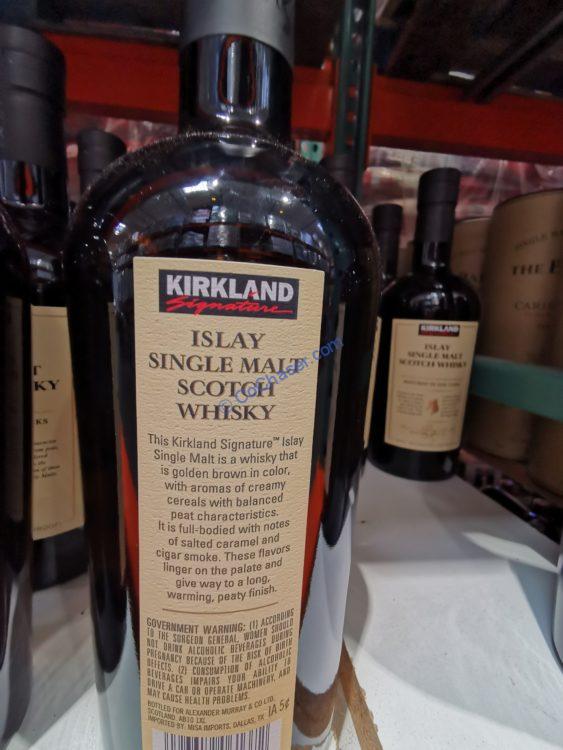 KIRKLAND
Signature
ISLAY
SINGLE MALT
SCOTCH
WHISKY
This Kirkland Signature™ Islay
Single Malt is a whisky that
is golden brown in color,
with aromas of creamy
cereals with balanced
peat characteristics.
It is full-bodied with notes
of salted caramel and
cigar smoke. These flavors
linger on the palate and
give way to a long,
warming, peaty finish.
GOVERNMENT WARNING: (1) ACCORDING
TO THE SURGEON GENERAL, WOMEN SHOULD
NOT DRINK ALCOHOLIC BEVERAGES DURING
PREGNANCY BECAUSE OF THE RISK OF BIRTH
DEFECTS. (2) CONSUMPTION OF ALCOHOLIC
BEVERAGES IMPAIRS YOUR ABILITY TO
DRIVE A CAR OR OPERATE MACHINERY, AND
MAY CAUSE HEALTH PROBLEMS.
BOTTLED FOR ALEXANDER MURRAY & CO LTD.
SCOTLAND, AB10 1XL
IMPORTED BY: MISA IMPORTS, DALLAS, TX
IA 5¢
© CoChaser.com
KIRKLAND
ISLAY
SINGLE MALT
SCOTCH WHISKY
THE